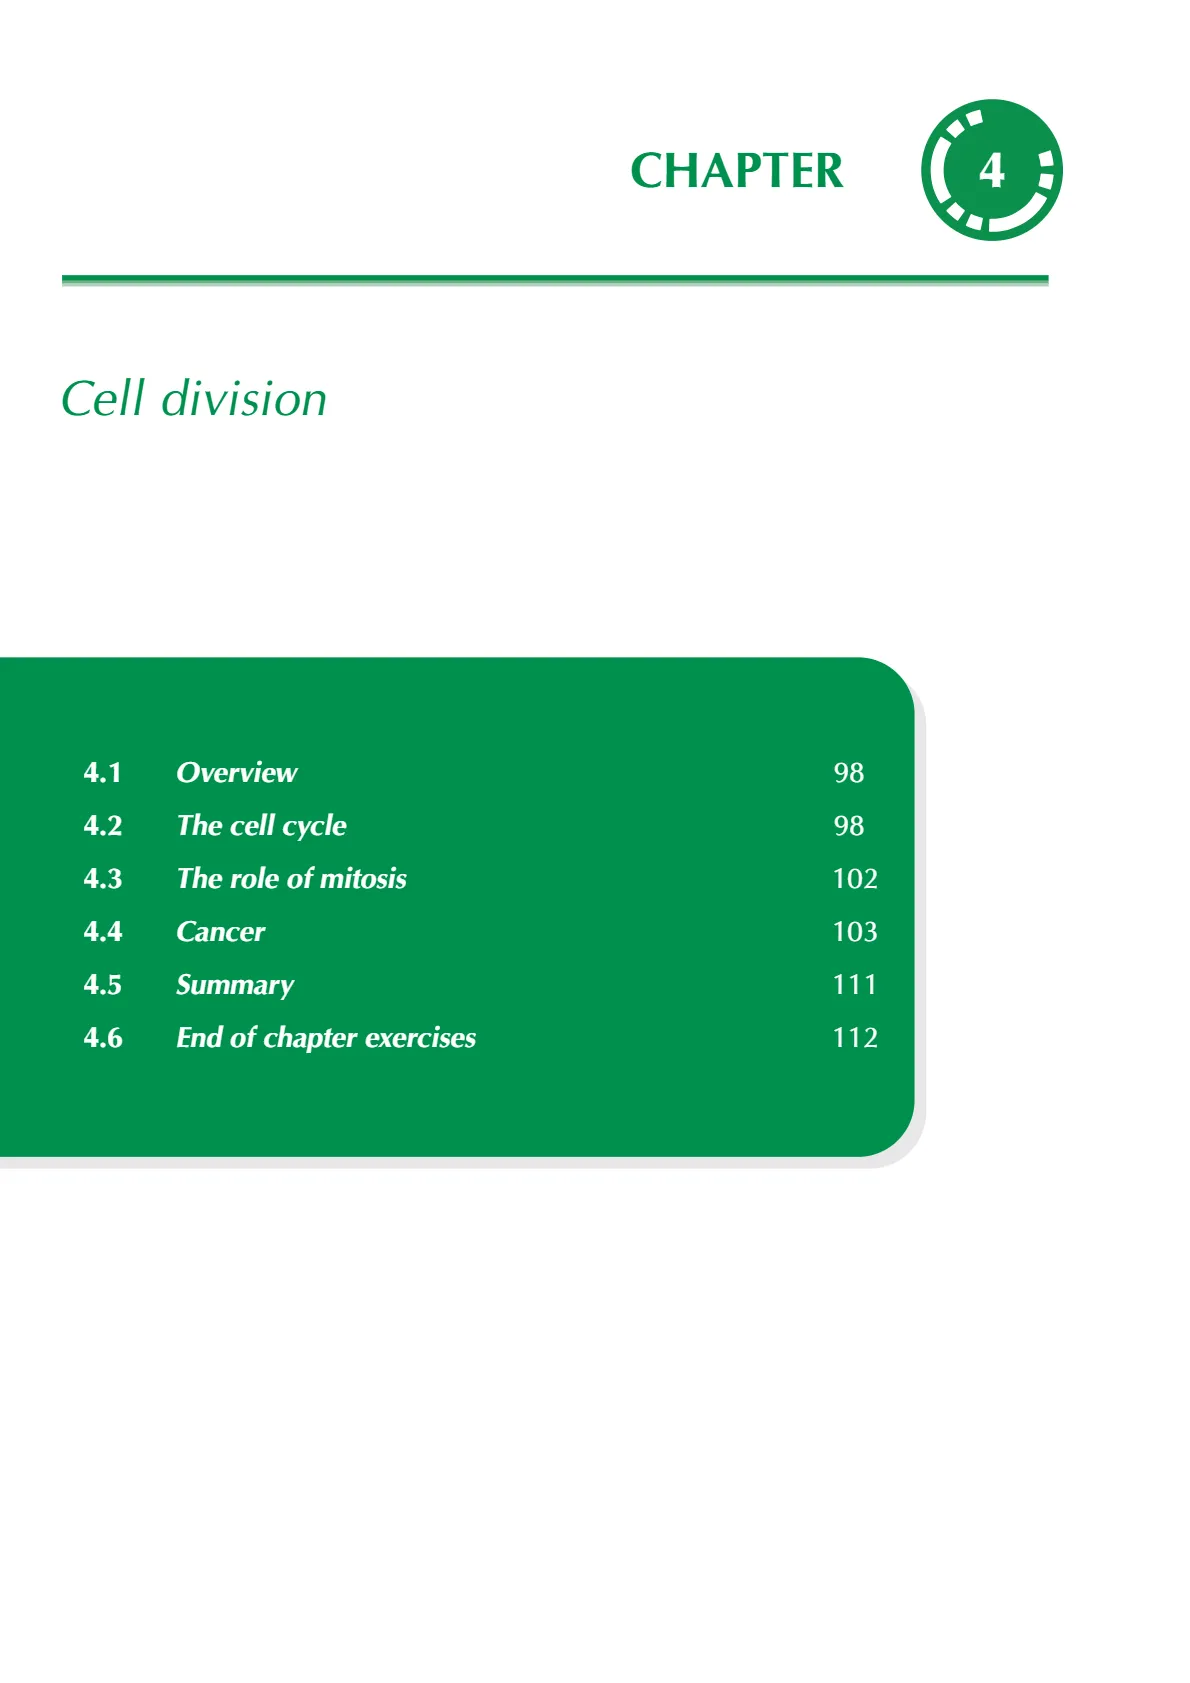 CHAPTER 4
Cell division
4.1 Overview 98
4.2 The cell cycle 98
4.3 The role of mitosis 102
4.4 Cancer 103
4.5 Summary 111
4.6 End of chapter exercises 112